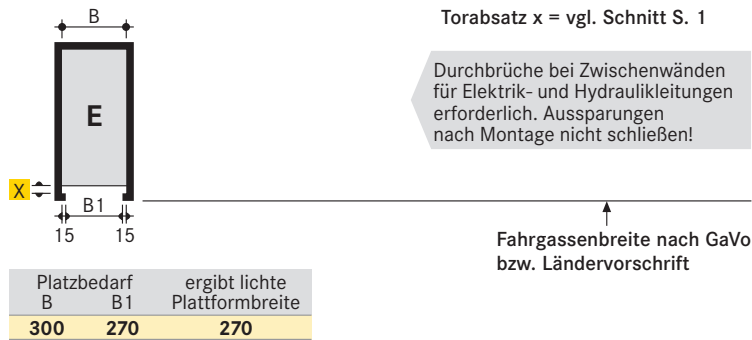 B
Torabsatz x = vgl. Schnitt S. 1
Durchbrüche bei Zwischenwänden
für Elektrik- und Hydraulikleitungen
erforderlich. Aussparungen
nach Montage nicht schließen!
E
X
B1
15 15
Fahrgassenbreite nach GaVo
bzw. Ländervorschrift
Platzbedarf ergibt lichte
B B1 Plattformbreite
300 270 270